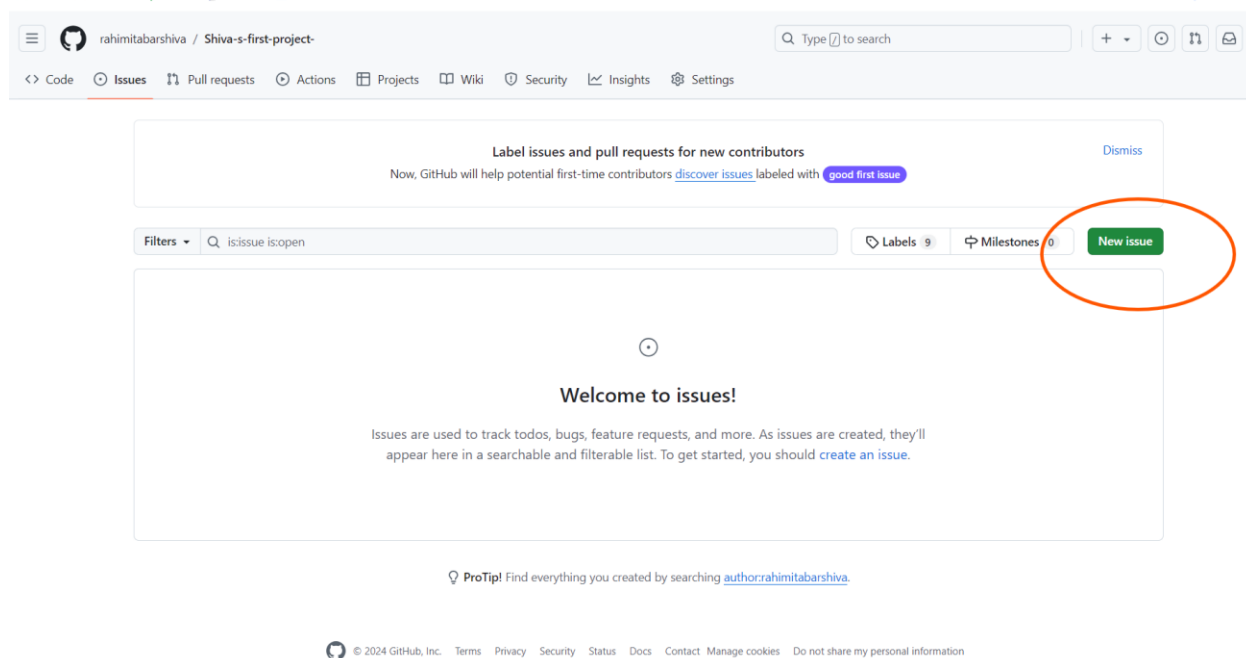 rahimitabarshiva / Shiva-s-first-project-
Type / to search
Code Issues Pull requests Actions Projects Wiki Security Insights Settings
Label issues and pull requests for new contributors
Dismiss
Now, GitHub will help potential first-time contributors discover issues labeled with good first issue
Filters is:issue is:open Labels 9 Milestones 0 New issue
Welcome to issues!
Issues are used to track todos, bugs, feature requests, and more. As issues are created, they'll
appear here in a searchable and filterable list. To get started, you should create an issue.
ProTip! Find everything you created by searching author:rahimitabarshiva.
© 2024 GitHub, Inc. Terms Privacy Security Status Docs Contact Manage cookies Do not share my personal information